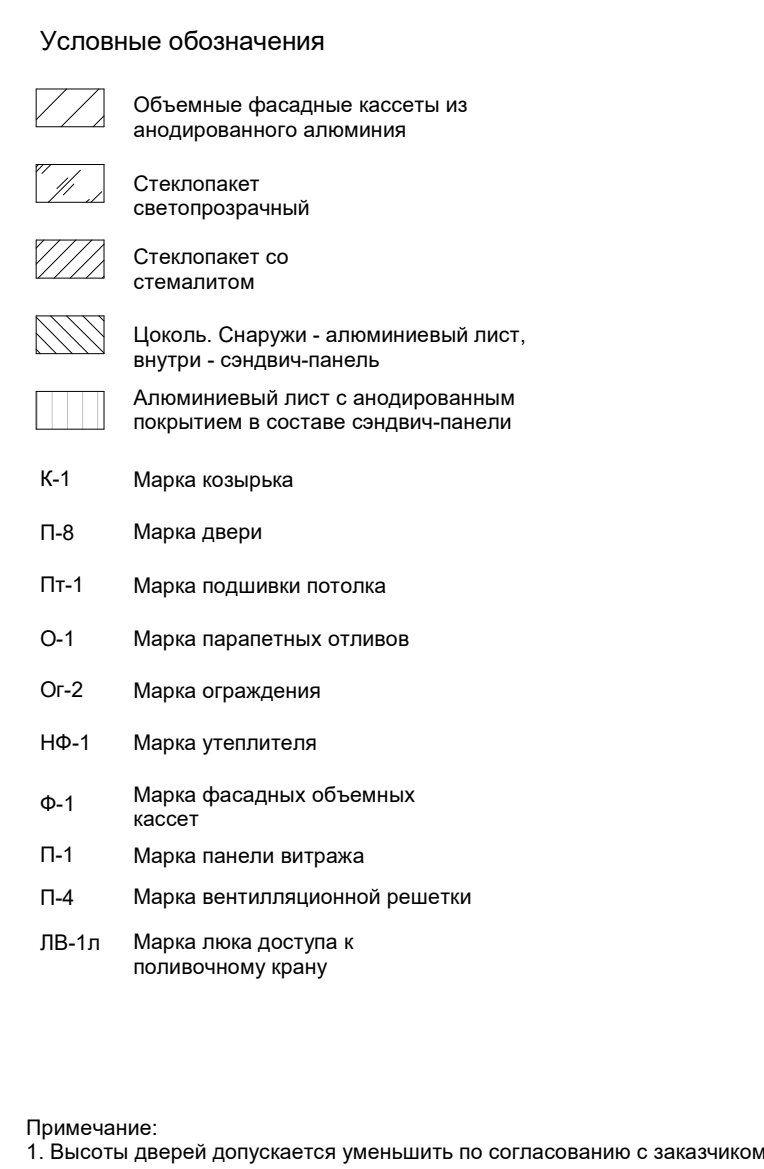 Условные обозначения
Объемные фасадные кассеты из
анодированного алюминия
Стеклопакет
светопрозрачный
Стеклопакет со
стемалитом
Цоколь. Снаружи - алюминиевый лист,
внутри - сэндвич-панель
Алюминиевый лист с анодированным
покрытием в составе сэндвич-панели
К-1 Марка козырька
П-8 Марка двери
Пт-1 Марка подшивки потолка
О-1 Марка парапетных отливов
Ог-2 Марка ограждения
НФ-1 Марка утеплителя
Ф-1 Марка фасадных объемных
кассет
П-1 Марка панели витража
П-4 Марка вентилляционной решетки
ЛВ-1л Марка люка доступа к
поливочному крану
Примечание:
1. Высоты дверей допускается уменьшить по согласованию с заказчиком